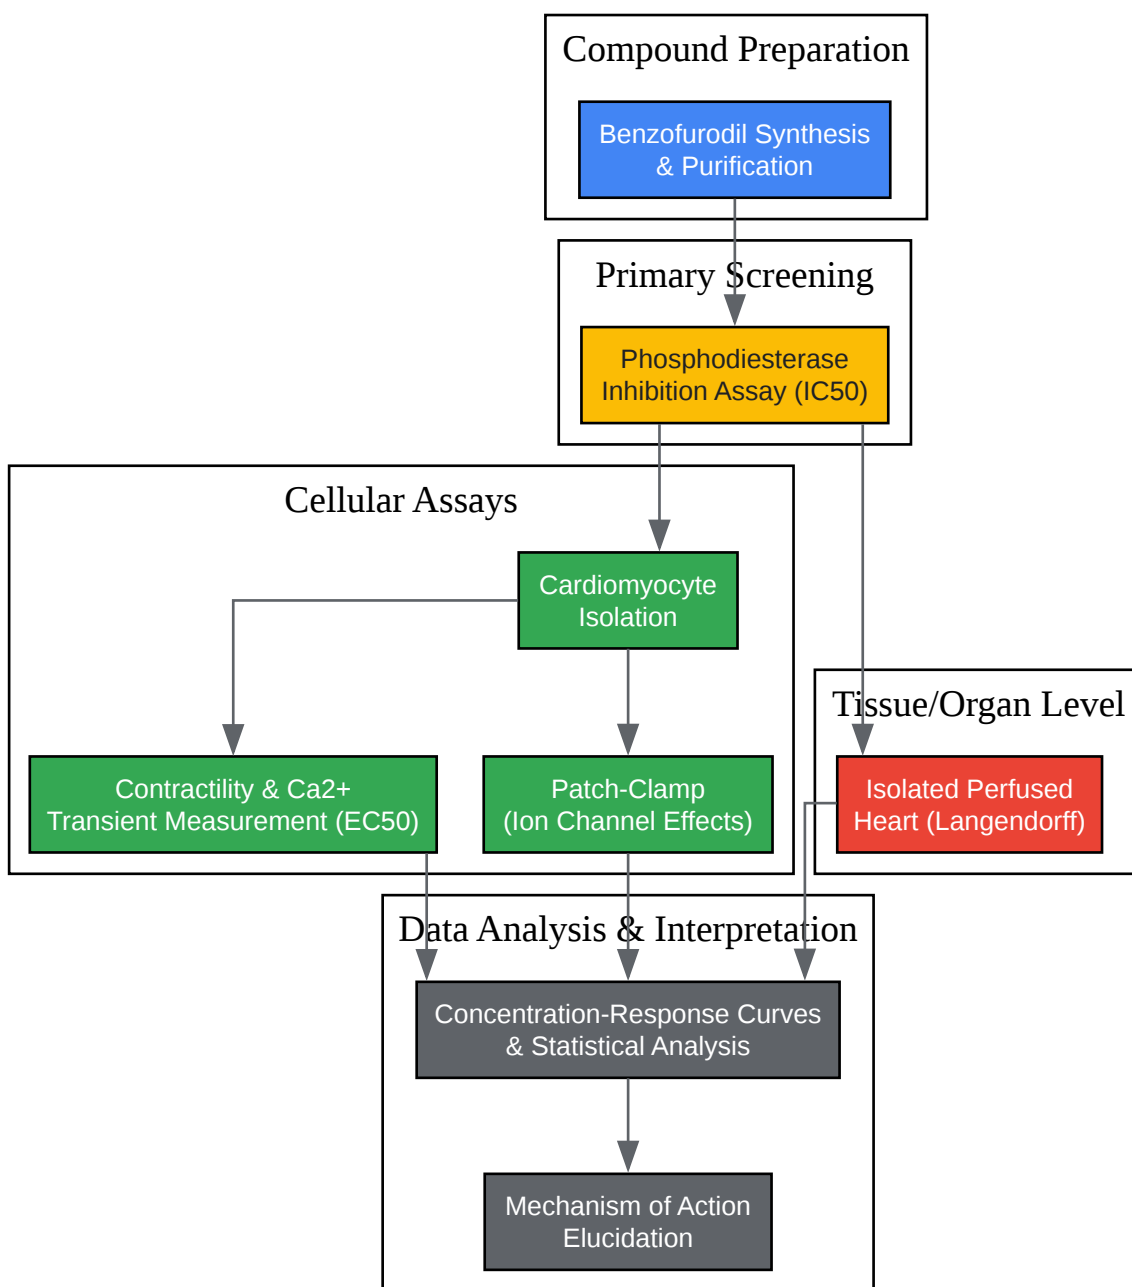 Compound Preparation
Benzofurodil Synthesis
& Purification
Primary Screening
Phosphodiesterase
Inhibition Assay (IC50)
Cellular Assays
Cardiomyocyte
Isolation
Tissue/Organ Level
Contractility & Ca2+
Transient Measurement (EC50)
Patch-Clamp
(Ion Channel Effects)
Isolated Perfused
Heart (Langendorff)
Data Analysis & Interpretation
Concentration-Response Curves
& Statistical Analysis
Mechanism of Action
Elucidation